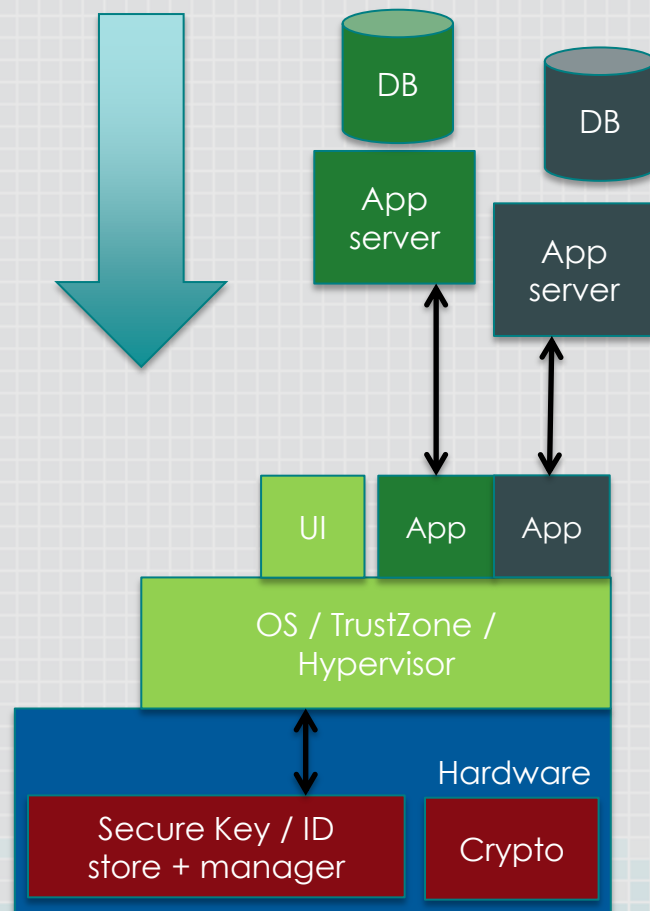 DB
DB
App
server
App
server
UI
App
App
OS / TrustZone /
Hypervisor
Hardware
Secure Key / ID
store + manager
Crypto